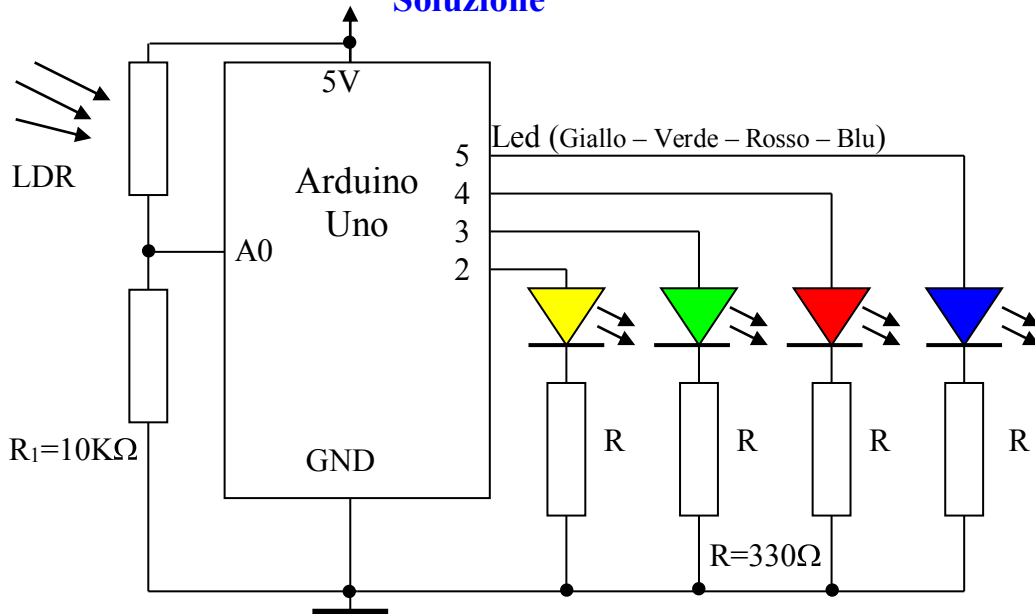 Soluzione
5V
Led (Giallo – Verde – Rosso – Blu)
5
LDR
Arduino
Uno
4
3
A0
2
R₁=10KΩ
R
R
R
R
GND
R=330Ω